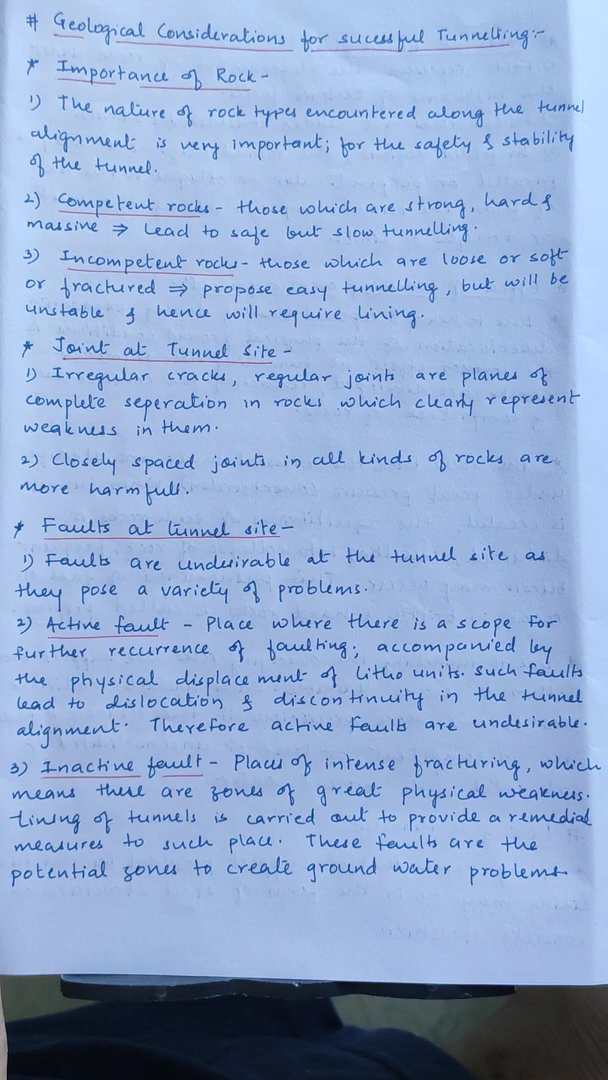 # Geological Considerations for sucessful Tunnelling:-
* Importance of Rock -
1) The nature of rock types encountered along the tunnel
alignment is very important; for the safety & stability
of the tunnel.
2) Competent rocks - those which are strong, hard &
massive ⇒ lead to safe but slow tunnelling.
3) Incompetent rocks - those which are loose or soft
or fractured ⇒ propose easy tunnelling, but will be
unstable & hence will require lining.
* Joint at Tunnel Site -
1) Irregular cracks, regular joints are planes of
complete seperation in rocks which clearly represent
weakness in them.
2) Closely spaced joints in all kinds of rocks are
more harmfull.
* Faults at tunnel site -
1) Faults are undesirable at the tunnel site as
they pose a variety of problems.
2) Active fault - Place where there is a scope for
further recurrence of faulting; accompanied by
the physical displacement of litho units. Such faults
lead to dislocation & discontinuity in the tunnel
alignment. Therefore active faults are undesirable.
3) Inactive fault - Places of intense fracturing, which
means these are zones of great physical weakness.
Lining of tunnels is carried out to provide a remedial
measures to such place. These faults are the
potential zones to create ground water problems